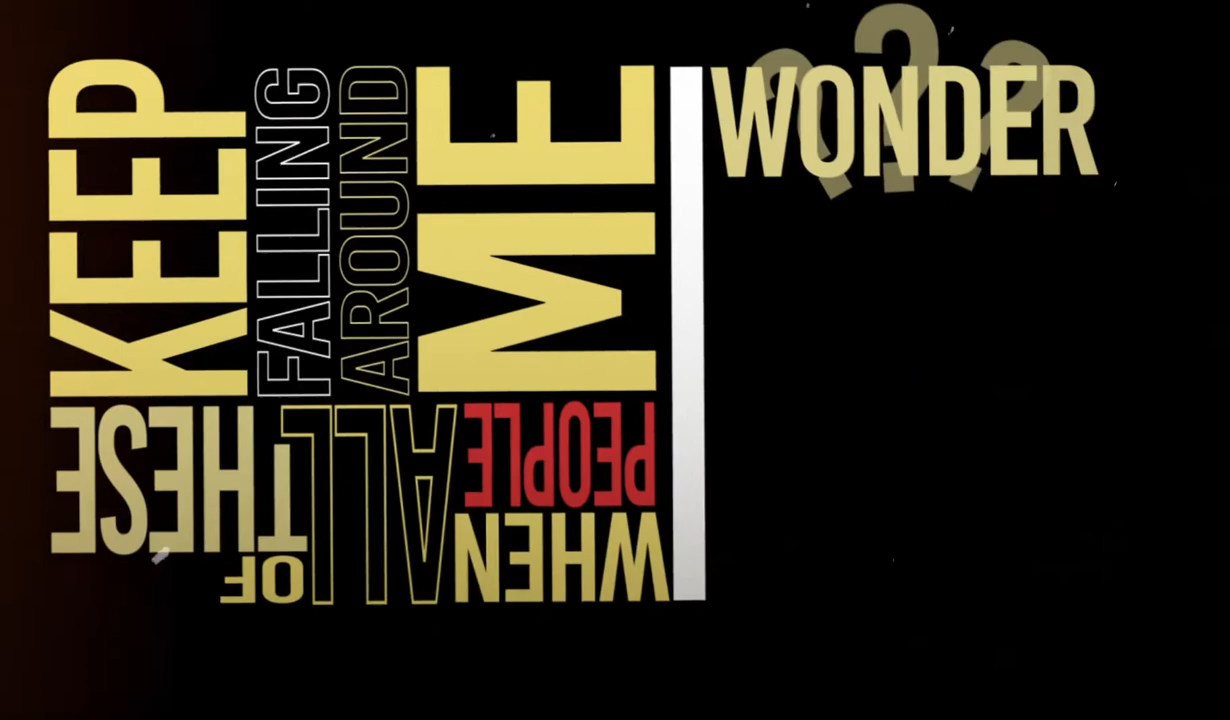 WHEN
ALL
OF
THESE
PEOPLE
KEEP
FALLING
AROUND
ME
I
WONDER
???